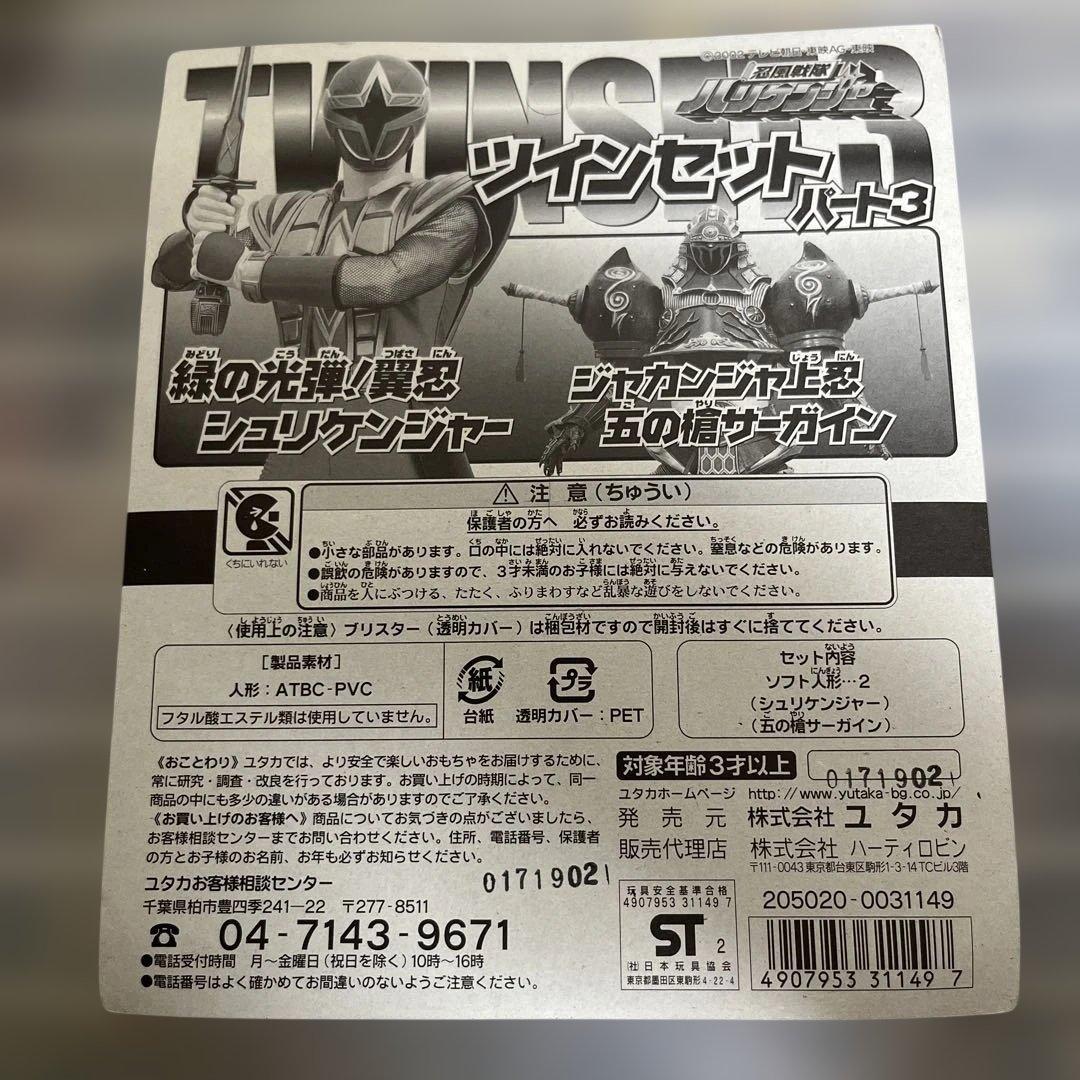 ©2002 テレビ朝日・東映AG・東映
忍風戦隊
ハリケンジャー
TWINSET 3
ツインセット
パート3
緑の光弾!翼忍
シュリケンジャー
ジャカンジャ上忍
五の槍サーガイン
⚠ 注 意(ちゅうい)
保護者の方へ 必ずお読みください。
くちにいれない
●小さな部品があります。口の中には絶対に入れないでください。窒息などの危険があります。
●誤飲の危険がありますので、3才未満のお子様には絶対に与えないでください。
●商品を人にぶつける、たたく、ふりまわすなど乱暴な遊びをしないでください。
〈使用上の注意〉ブリスター(透明カバー)は梱包材ですので開封後はすぐに捨ててください。
[製品素材]
人形:ATBC-PVC
フタル酸エステル類は使用していません。
紙
台紙
プラ
透明カバー:PET
セット内容
ソフト人形…2
(シュリケンジャー)
(五の槍サーガイン)
《おことわり》ユタカでは、より安全で楽しいおもちゃをお届けするために、
常に研究・調査・改良を行っております。お買い上げの時期によって、同一
商品の中にも多少の違いがある場合がありますのでご了承ください。
《お買い上げのお客様へ》商品についてお気づきの点がございましたら、
お客様相談センターまでお問い合わせください。住所、電話番号、保護者
の方とお子様のお名前、お年も必ずお知らせください。
ユタカお客様相談センター
0171902
千葉県柏市豊四季241―22 〒277-8511
☎ 04-7143-9671
●電話受付時間 月〜金曜日(祝日を除く)10時〜16時
●電話番号はよく確かめてお間違いのないようご注意ください。
対象年齢3才以上
0171902
ユタカホームページ http://www.yutaka-bg.co.jp/
発売元 株式会社 ユタカ
販売代理店 株式会社 ハーティロビン
〒111-0043 東京都台東区駒形1-3-14 TCビル3階
玩具安全基準合格
4907953 31149 7
ST 2
(社)日本玩具協会
東京都墨田区東駒形4-22-4
205020-0031149
4 907953 311497